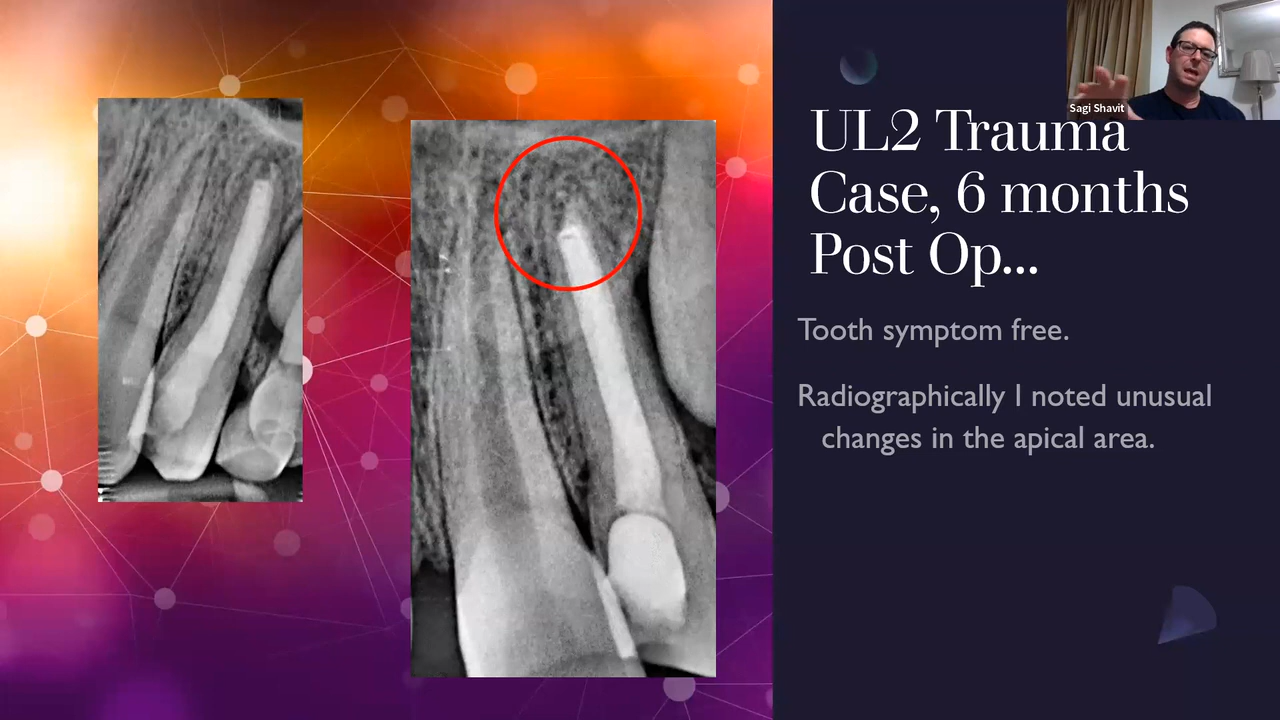 Sagi Shavit
UL2 Trauma
Case, 6 months
Post Op...
Tooth symptom free.
Radiographically I noted unusual
changes in the apical area.